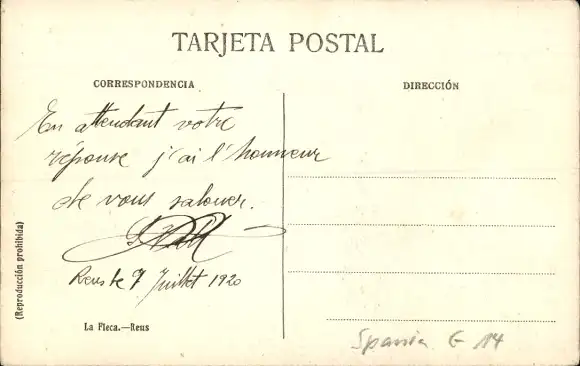 TARJETA POSTAL
CORRESPONDENCIA
DIRECCIÓN
En attendant votre
réponse j'ai l'honneur
de vous saluer.
Reus le 7 Juillet 1920
(Reproducción prohibida)
La Fleca.—Reus
Spania G 14